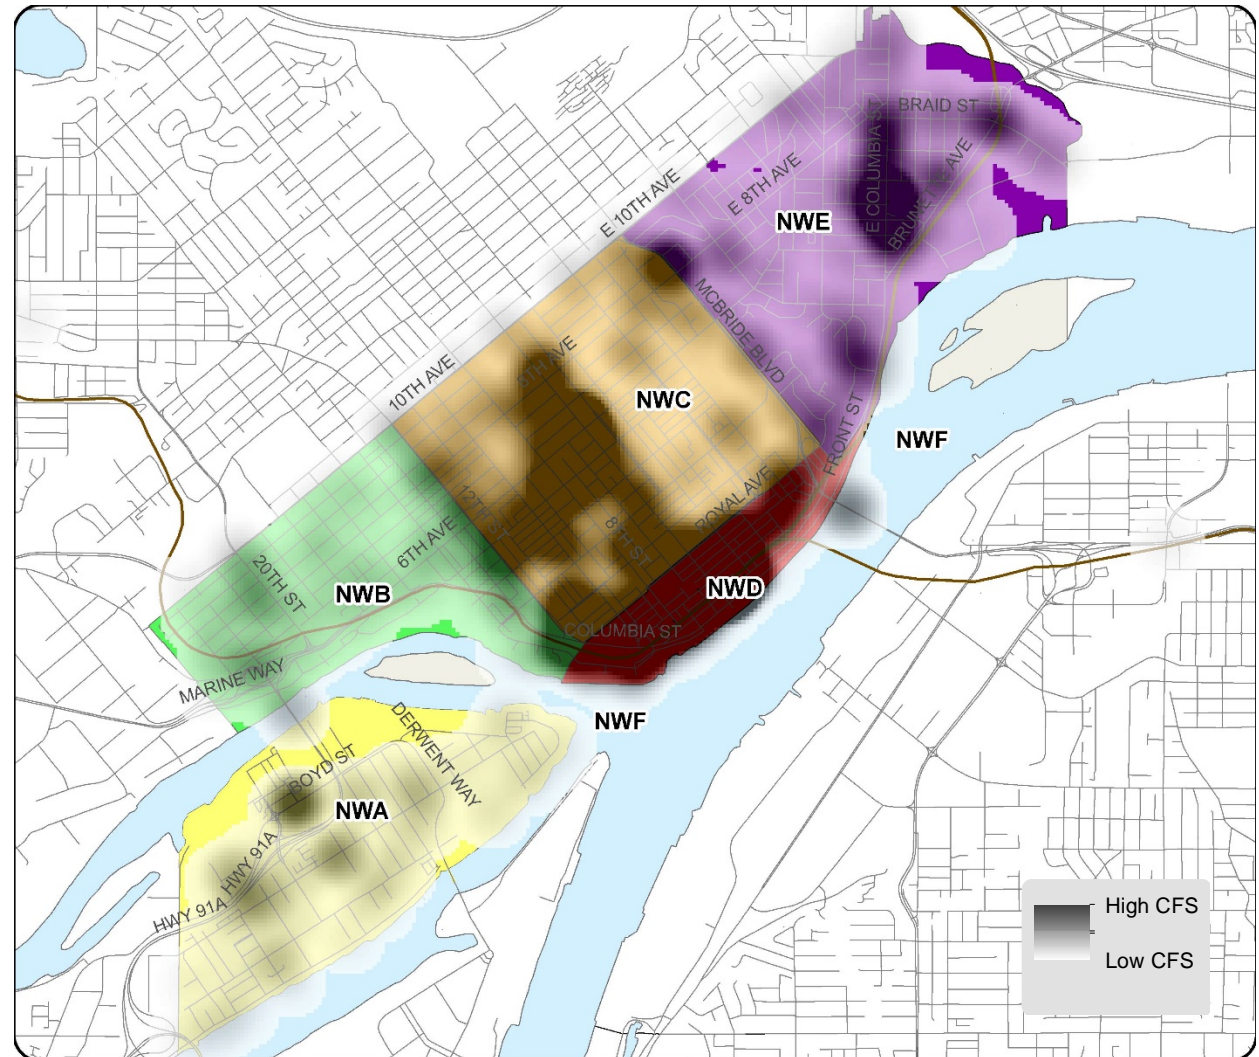 BRAID ST
E COLUMBIA ST
BRUNETTE AVE
E 8TH AVE
E 10TH AVE
NWE
MCBRIDE BLVD
8TH AVE
10TH AVE
NWC
NWF
FRONT ST
ROYAL AVE
12TH ST
8TH ST
6TH AVE
20TH ST
NWB
NWD
COLUMBIA ST
MARINE WAY
NWF
DERWENT WAY
BOYD ST
NWA
HWY 91A
HWY 91A
High CFS
Low CFS